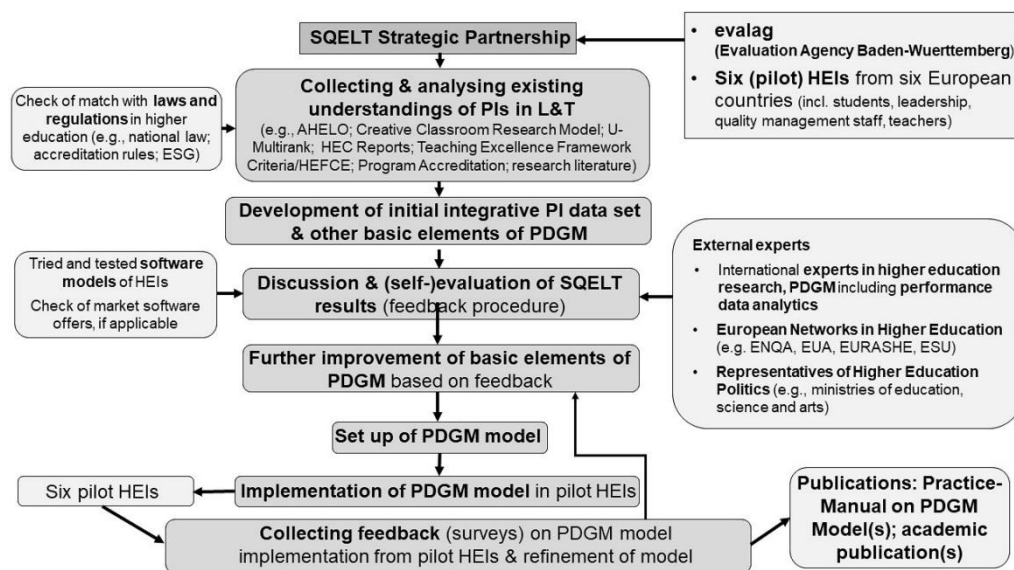 SQELT Strategic Partnership
• evalag
(Evaluation Agency Baden-Wuerttemberg)
• Six (pilot) HEIs from six European
countries (incl. students, leadership,
quality management staff, teachers)
Check of match with laws and
regulations in higher education
(e.g., national law;
accreditation rules; ESG)
Collecting & analysing existing
understandings of PIs in L&T
(e.g., AHELO; Creative Classroom Research Model; U-
Multirank; HEC Reports; Teaching Excellence Framework
Criteria/HEFCE; Program Accreditation; research literature)
Development of initial integrative PI data set
& other basic elements of PDGM
Tried and tested software
models of HEIs
Check of market software
offers, if applicable
Discussion & (self-)evaluation of SQELT
results (feedback procedure)
External experts
• International experts in higher education
research, PDGM including performance
data analytics
• European Networks in Higher Education
(e.g. ENQA, EUA, EURASHE, ESU)
• Representatives of Higher Education
Politics (e.g., ministries of education,
science and arts)
Further improvement of basic elements of
PDGM based on feedback
Set up of PDGM model
Six pilot HEIs
Implementation of PDGM model in pilot HEIs
Collecting feedback (surveys) on PDGM model
implementation from pilot HEIs & refinement of model
Publications: Practice-
Manual on PDGM
Model(s); academic
publication(s)